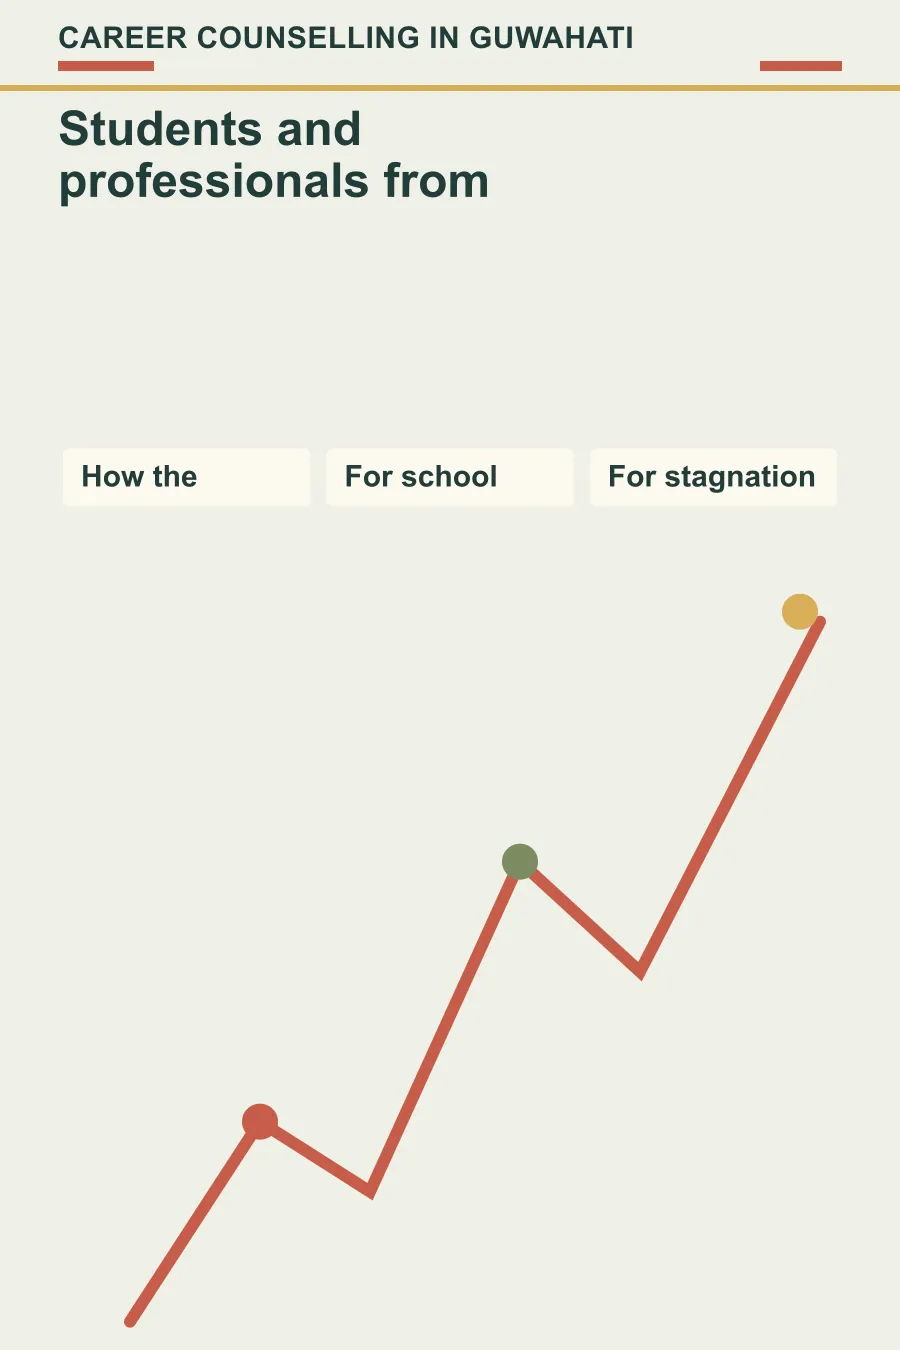 CAREER COUNSELLING IN GUWAHATI
Students and
professionals from
How the
For school
For stagnation